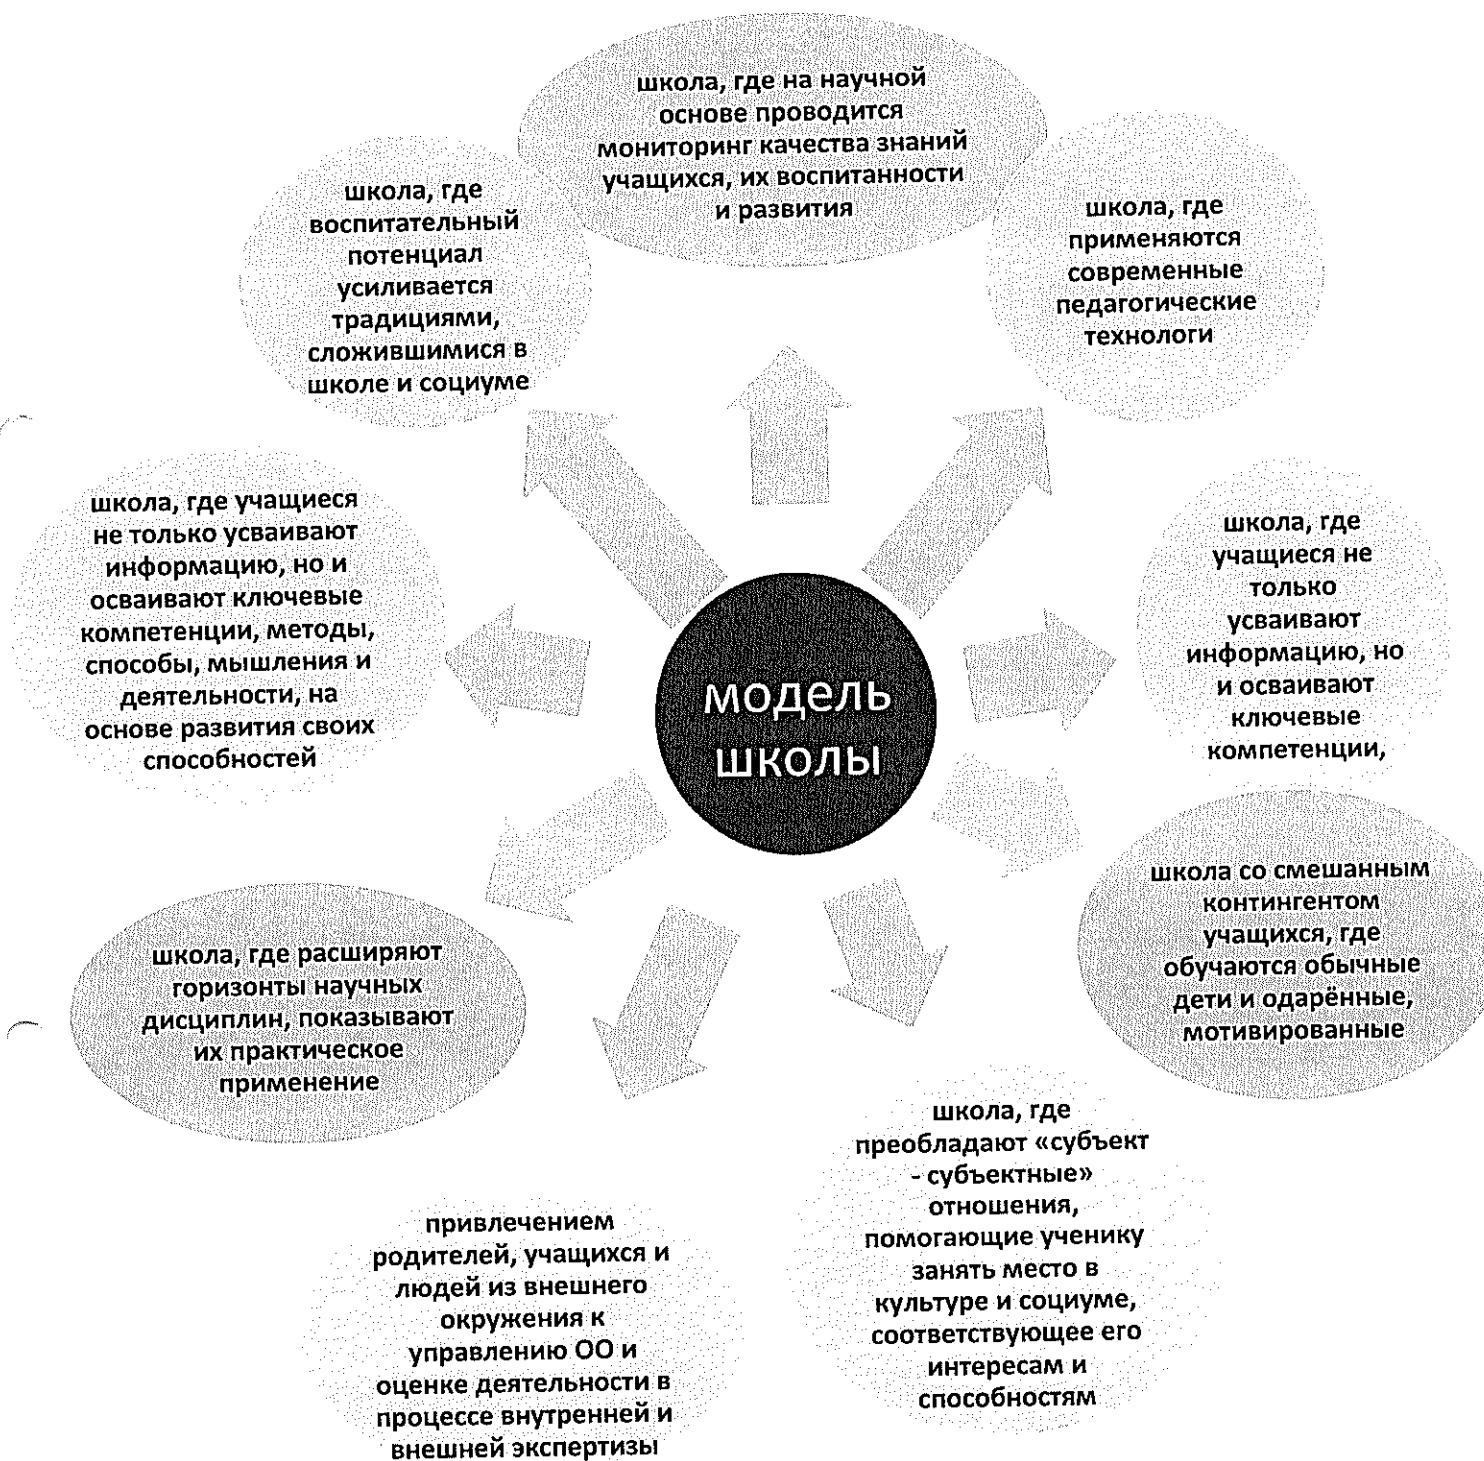 школа, где на научной
основе проводится
мониторинг качества знаний
учащихся, их воспитанности
и развития
школа, где
воспитательный
потенциал
усиливается
традициями,
сложившимися в
школе и социуме
школа, где
применяются
современные
педагогические
технологи
школа, где учащиеся
не только усваивают
информацию, но и
осваивают ключевые
компетенции, методы,
способы, мышления и
деятельности, на
основе развития своих
способностей
школа, где
учащиеся не
только
усваивают
информацию, но
и осваивают
ключевые
компетенции,
модель
школы
школа со смешанным
контингентом
учащихся, где
обучаются обычные
дети и одарённые,
мотивированные
школа, где расширяют
горизонты научных
дисциплин, показывают
их практическое
применение
школа, где
преобладают «субъект
- субъектные»
отношения,
помогающие ученику
занять место в
культуре и социуме,
соответствующее его
интересам и
способностям
привлечением
родителей, учащихся и
людей из внешнего
окружения к
управлению ОО и
оценке деятельности в
процессе внутренней и
внешней экспертизы